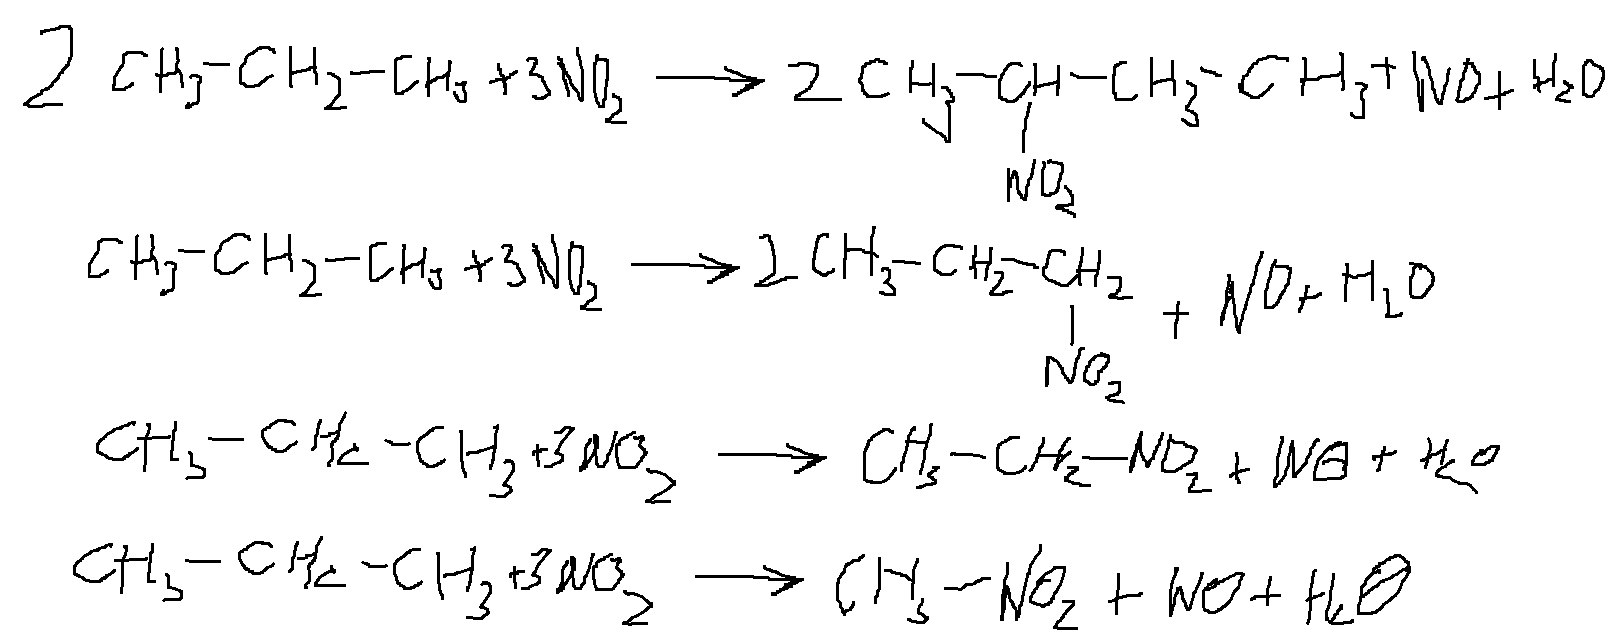 2 CH3-CH2-CH3+3NO2 → 2 CH3-CH-CH3-CH3+NO+H2O
NO2
CH3-CH2-CH3+3NO2 → 2CH3-CH2-CH2 + NO+H2O
NO2
CH3-CH2-CH3+3NO2 → CH3-CH2-NO2+NO+H2O
CH3-CH2-CH3+3NO2 → CH3-NO2+NO+H2O